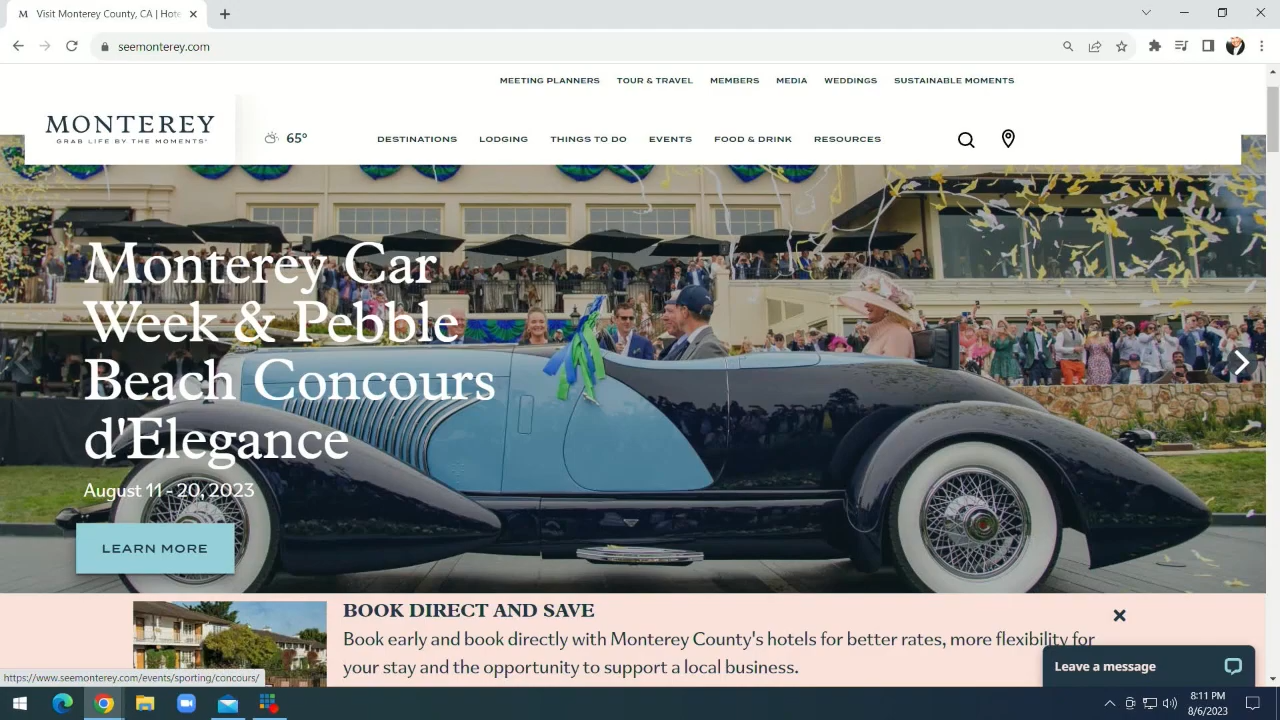 M Visit Monterey County, CA | Hote
seemonterey.com
MEETING PLANNERS TOUR & TRAVEL MEMBERS MEDIA WEDDINGS SUSTAINABLE MOMENTS
MONTEREY
GRAB LIFE BY THE MOMENTS
65°
DESTINATIONS LODGING THINGS TO DO EVENTS FOOD & DRINK RESOURCES
Monterey Car
Week & Pebble
Beach Concours
d'Elegance
August 11 - 20, 2023
LEARN MORE
BOOK DIRECT AND SAVE
Book early and book directly with Monterey County's hotels for better rates, more flexibility for
your stay and the opportunity to support a local business.
Leave a message
https://www.seemonterey.com/events/sporting/concours/
8:11 PM
8/6/2023